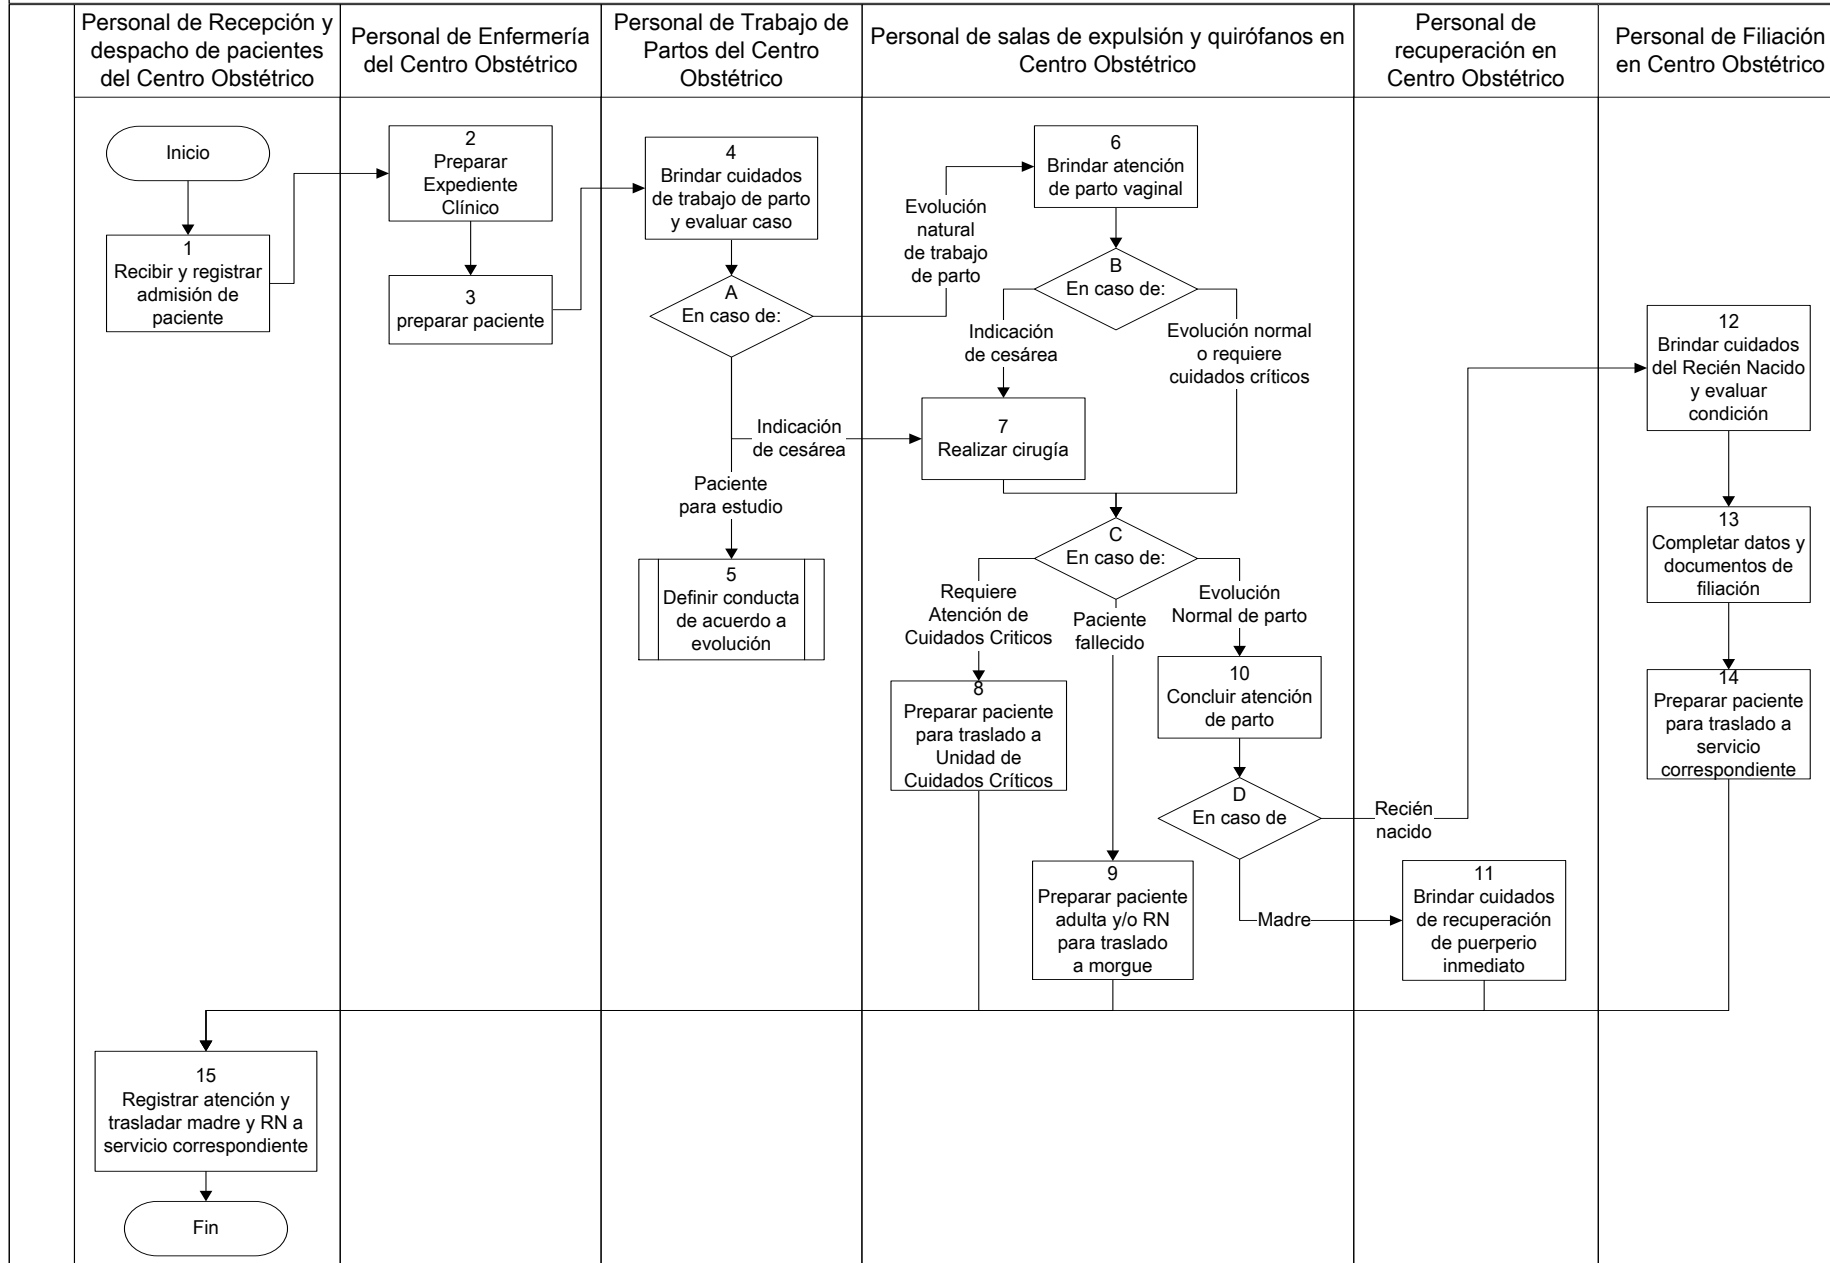 Personal de Recepción y
despacho de pacientes
del Centro Obstétrico
Personal de Enfermería
del Centro Obstétrico
Personal de Trabajo de
Partos del Centro
Obstétrico
Personal de salas de expulsión y quirófanos en
Centro Obstétrico
Personal de
recuperación en
Centro Obstétrico
Personal de Filiación
en Centro Obstétrico
Inicio
1
Recibir y registrar
admisión de
paciente
2
Preparar
Expediente
Clínico
3
preparar paciente
4
Brindar cuidados
de trabajo de parto
y evaluar caso
A
En caso de:
Evolución
natural
de trabajo
de parto
Indicación
de cesárea
Paciente
para estudio
5
Definir conducta
de acuerdo a
evolución
6
Brindar atención
de parto vaginal
B
En caso de:
Indicación
de cesárea
Evolución normal
o requiere
cuidados críticos
7
Realizar cirugía
C
En caso de:
Requiere
Atención de
Cuidados Criticos
Paciente
fallecido
Evolución
Normal de parto
8
Preparar paciente
para traslado a
Unidad de
Cuidados Críticos
9
Preparar paciente
adulta y/o RN
para traslado
a morgue
10
Concluir atención
de parto
D
En caso de
Recién
nacido
Madre
11
Brindar cuidados
de recuperación
de puerperio
inmediato
12
Brindar cuidados
del Recién Nacido
y evaluar
condición
13
Completar datos y
documentos de
filiación
14
Preparar paciente
para traslado a
servicio
correspondiente
15
Registrar atención y
trasladar madre y RN a
servicio correspondiente
Fin